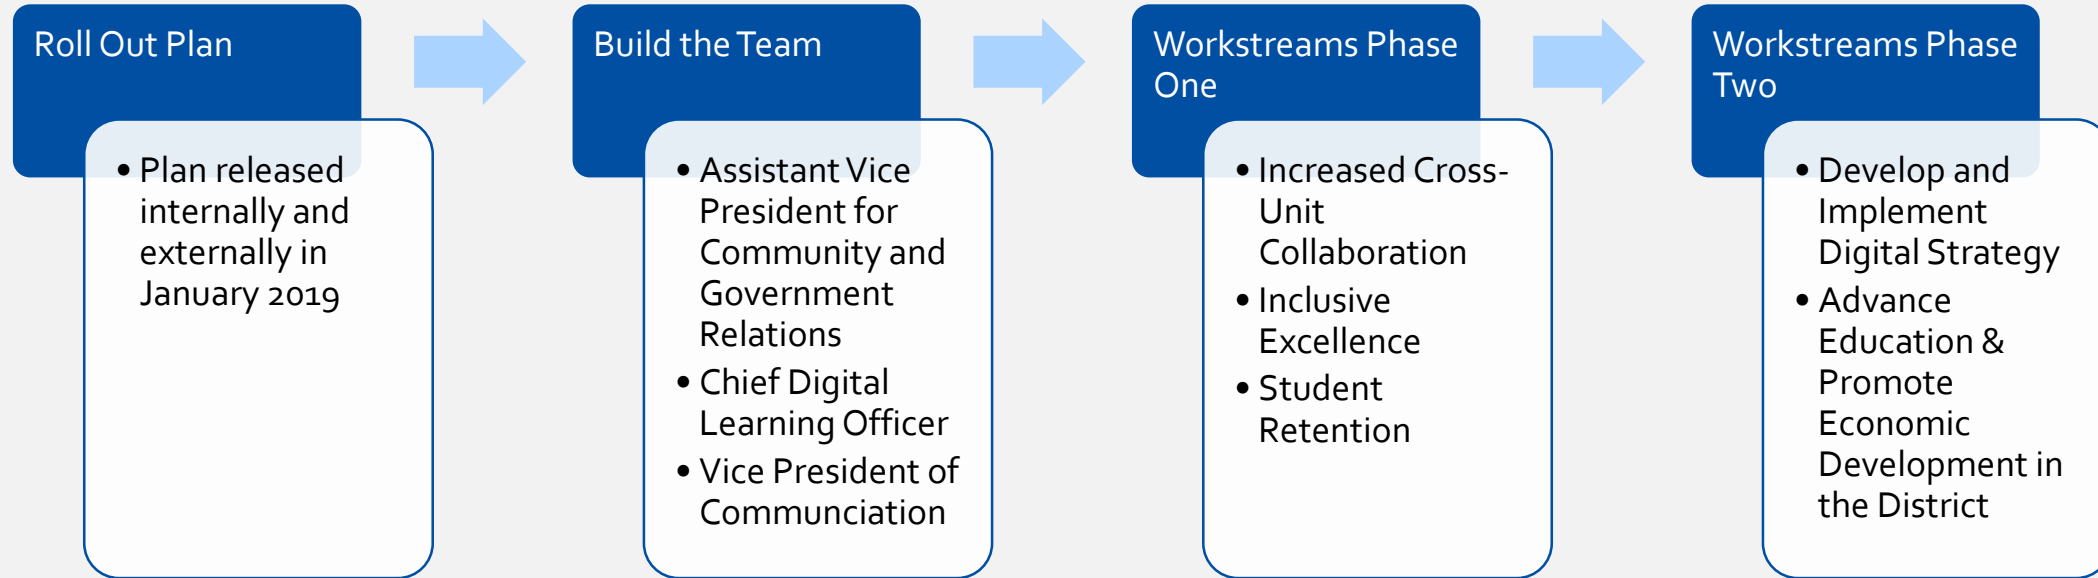 Roll Out Plan
• Plan released
internally and
externally in
January 2019
Build the Team
• Assistant Vice
President for
Community and
Government
Relations
• Chief Digital
Learning Officer
• Vice President of
Communciation
Workstreams Phase
One
• Increased Cross-
Unit
Collaboration
• Inclusive
Excellence
• Student
Retention
Workstreams Phase
Two
• Develop and
Implement
Digital Strategy
• Advance
Education &
Promote
Economic
Development in
the District